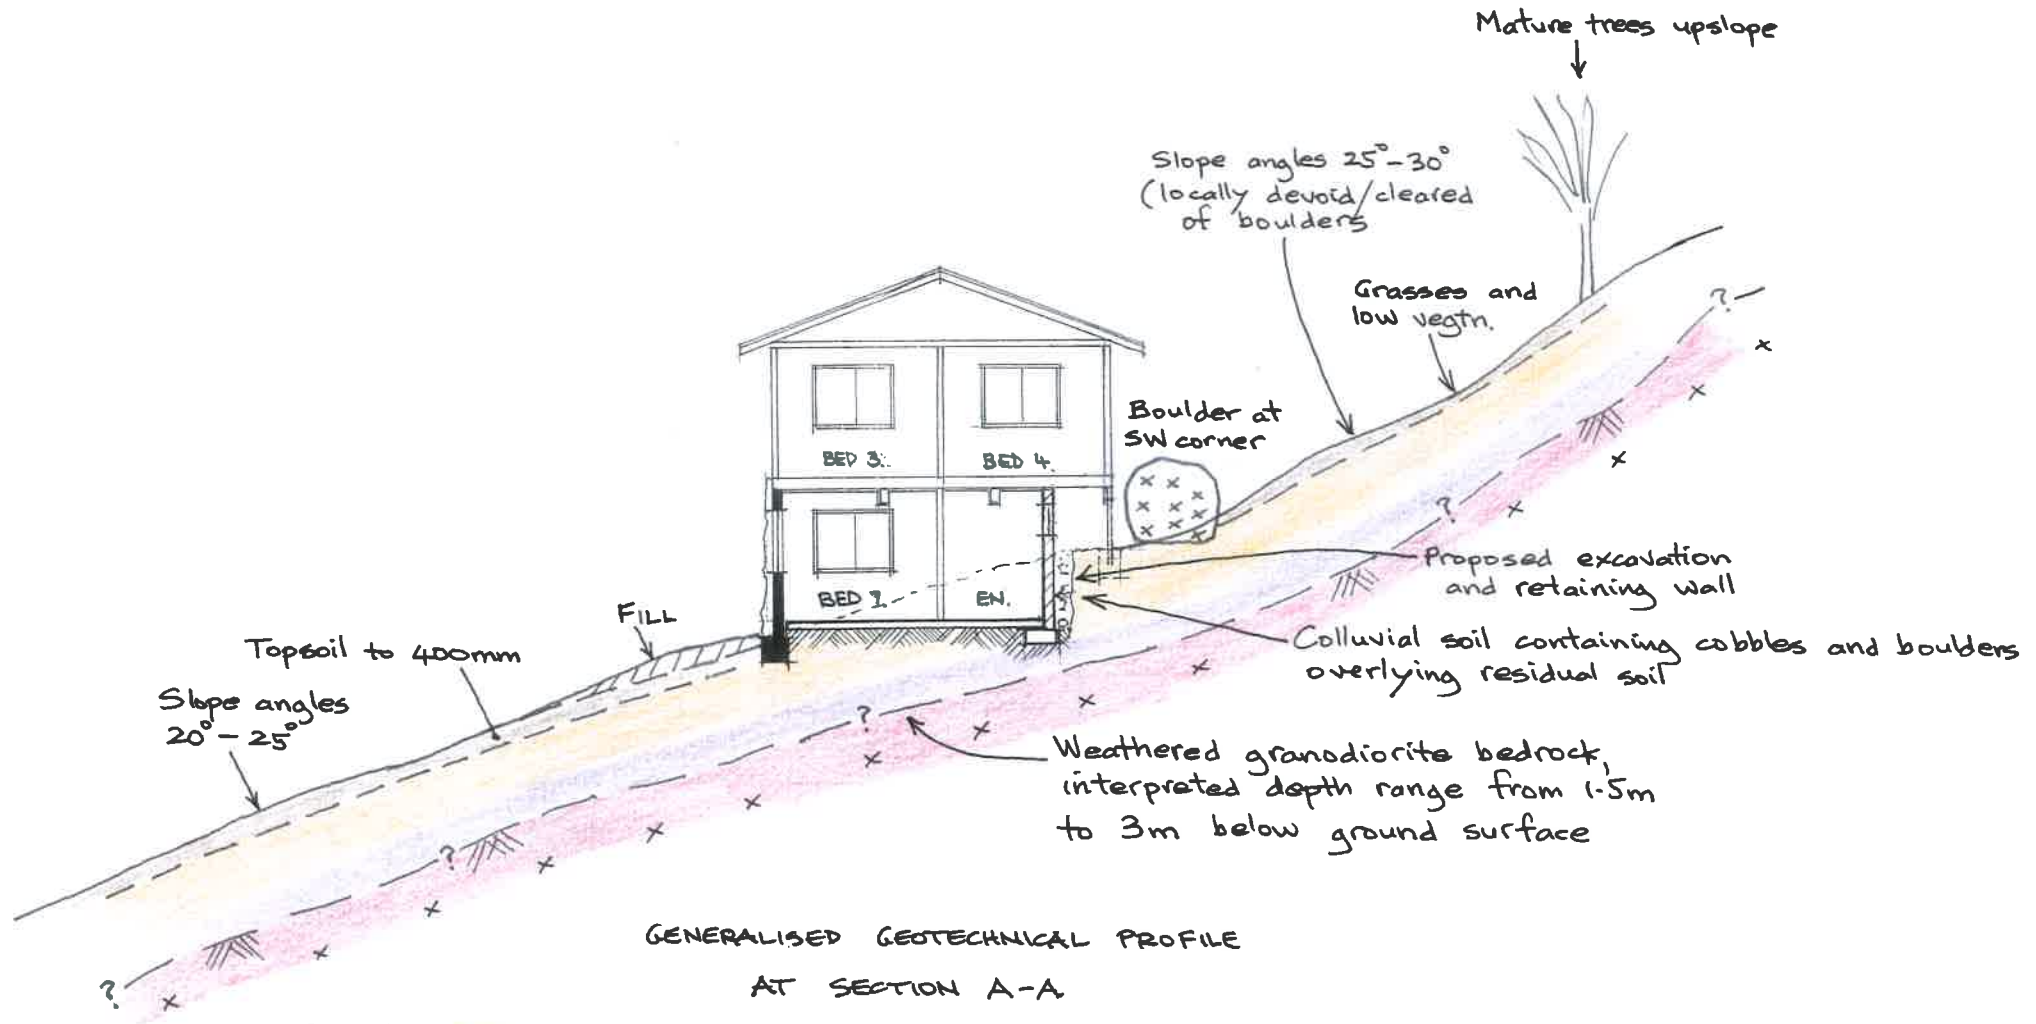 Mature trees upslope
Slope angles 25°-30°
(locally devoid/cleared
of boulders
Grasses and
low vegtn.
Boulder at
SW corner
BED 3.
BED 4.
BED
EN.
Proposed excavation
and retaining wall
FILL
Colluvial soil containing cobbles and boulders
overlying residual soil
Topsoil to 400mm
Slope angles
20°-25°
?
?
?
?
?
Weathered granodiorite bedrock,
interpreted depth range from 1.5m
to 3m below ground surface
GENERALISED GEOTECHNICAL PROFILE
AT SECTION A-A